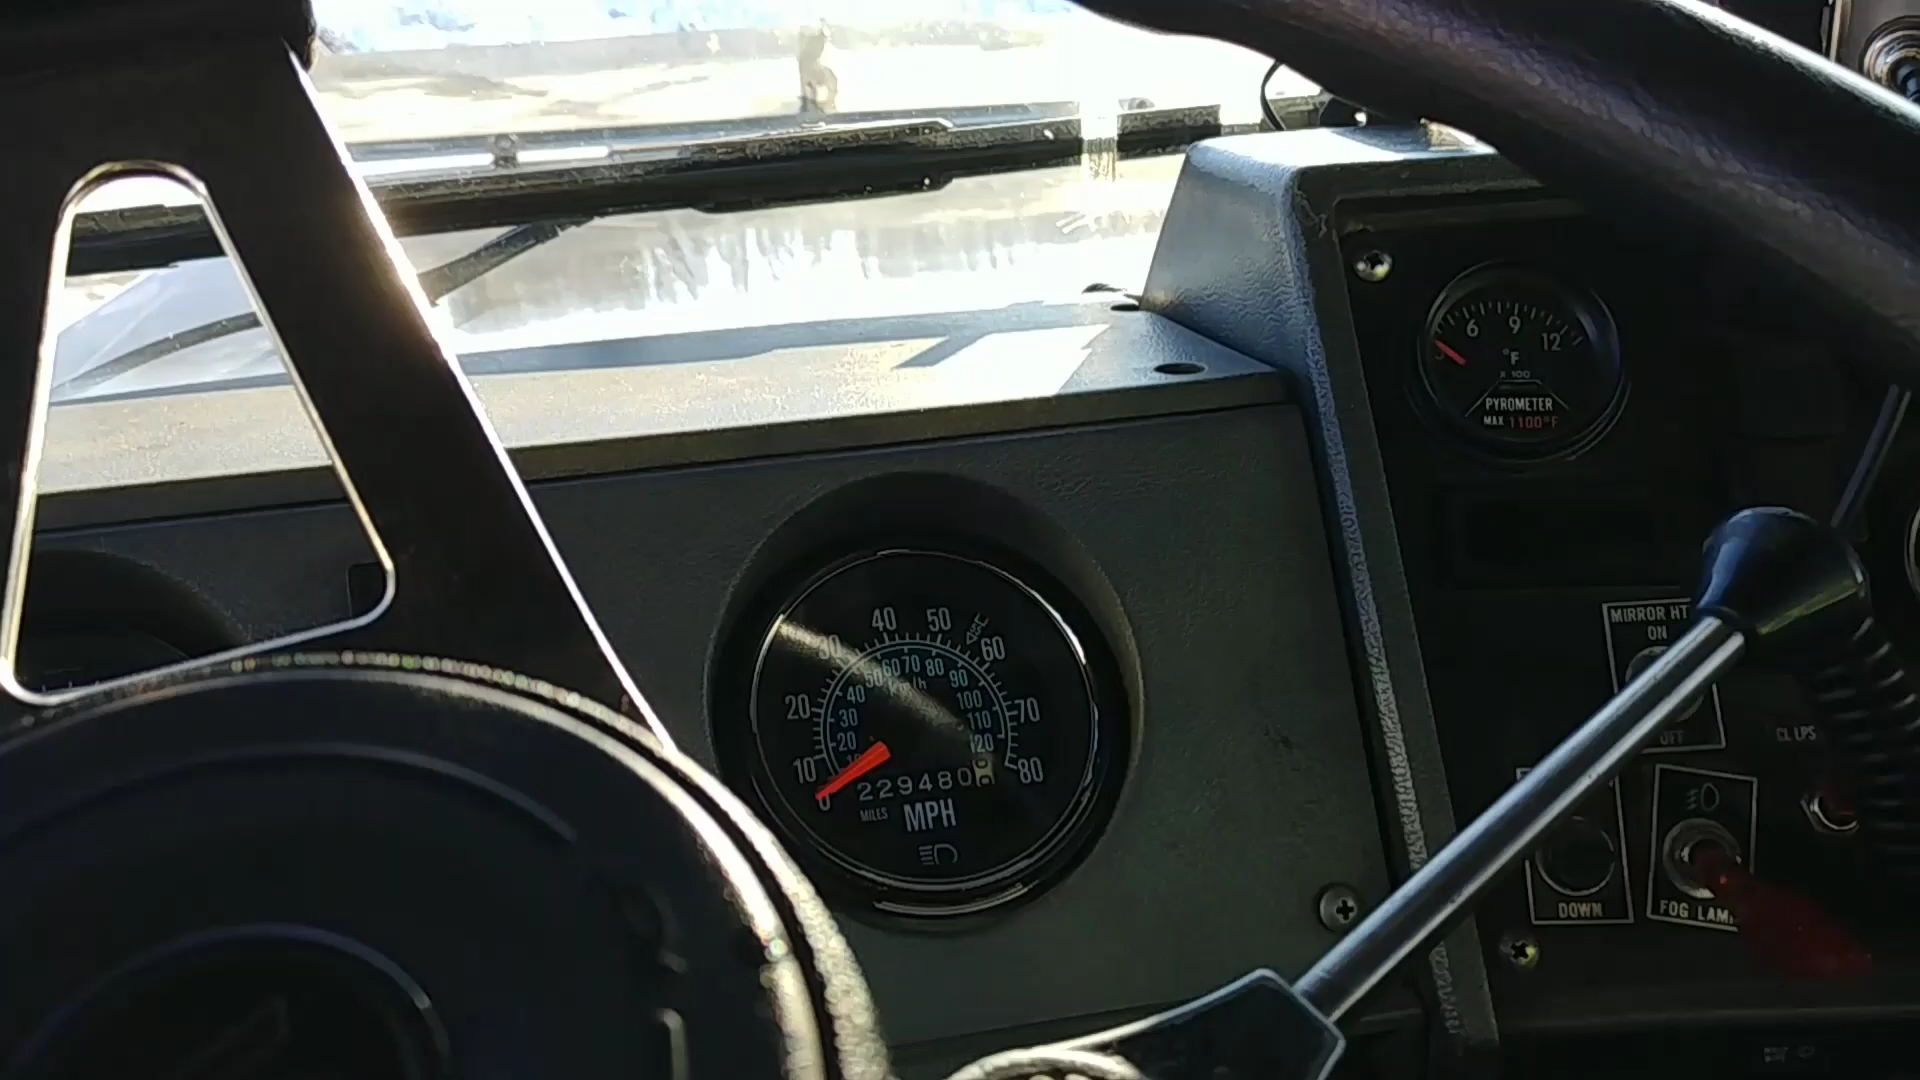 6 9 12
°F
X 100
PYROMETER
MAX 1100°F
0 10 20 30 40 50 60 70 80
20 30 40 50 60 70 80 90 100 110 120
km/h
229480
MILES
MPH
MIRROR HT
ON
OFF
CL LPS
DOWN
FOG LAM